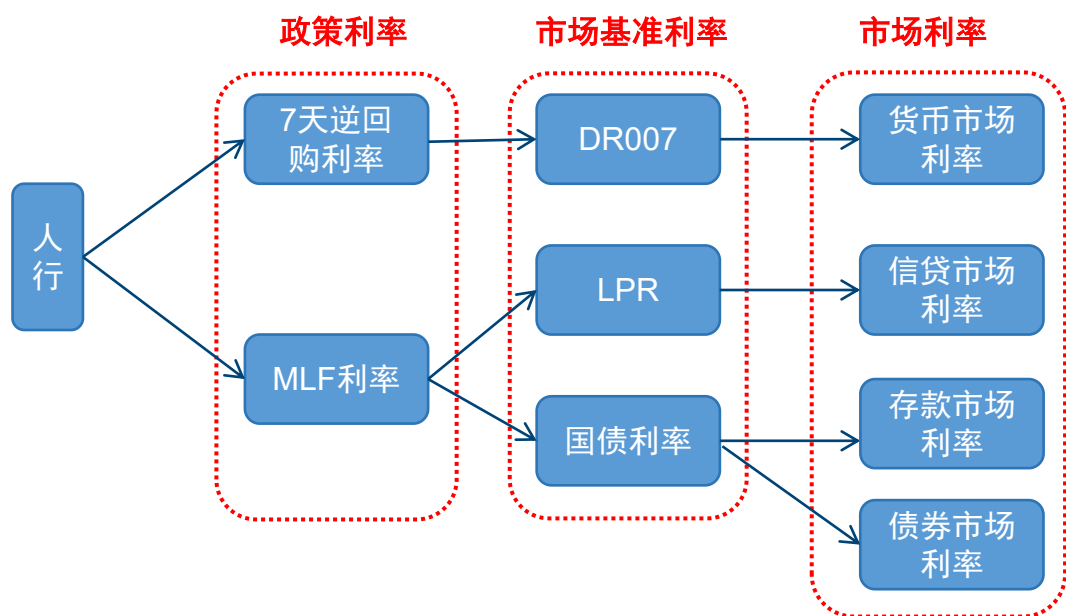 政策利率
市场基准利率
市场利率
人
行
7天逆回
购利率
DR007
货币市场
利率
LPR
信贷市场
利率
MLF利率
国债利率
存款市场
利率
债券市场
利率